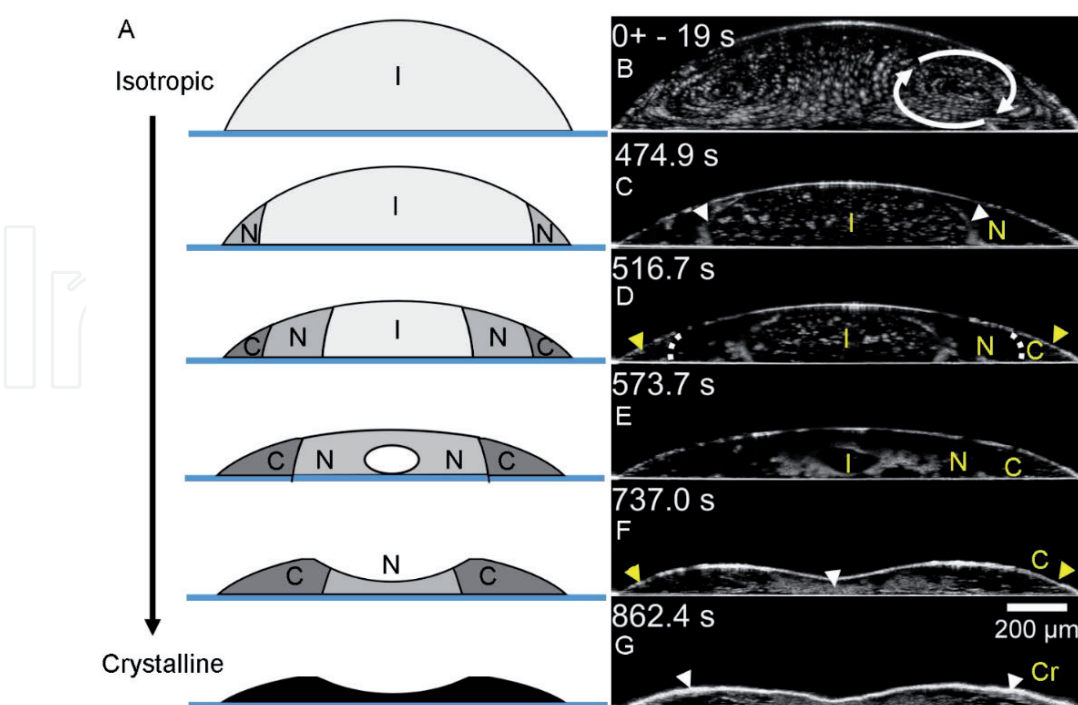 A
Isotropic
I
N I N
C N I N C
C N N C
C N C
Crystalline
0+ - 19 s
B
474.9 s
C
I N
516.7 s
D
I N C
573.7 s
E
I N C
737.0 s
F
C
862.4 s
200 µm
G
Cr